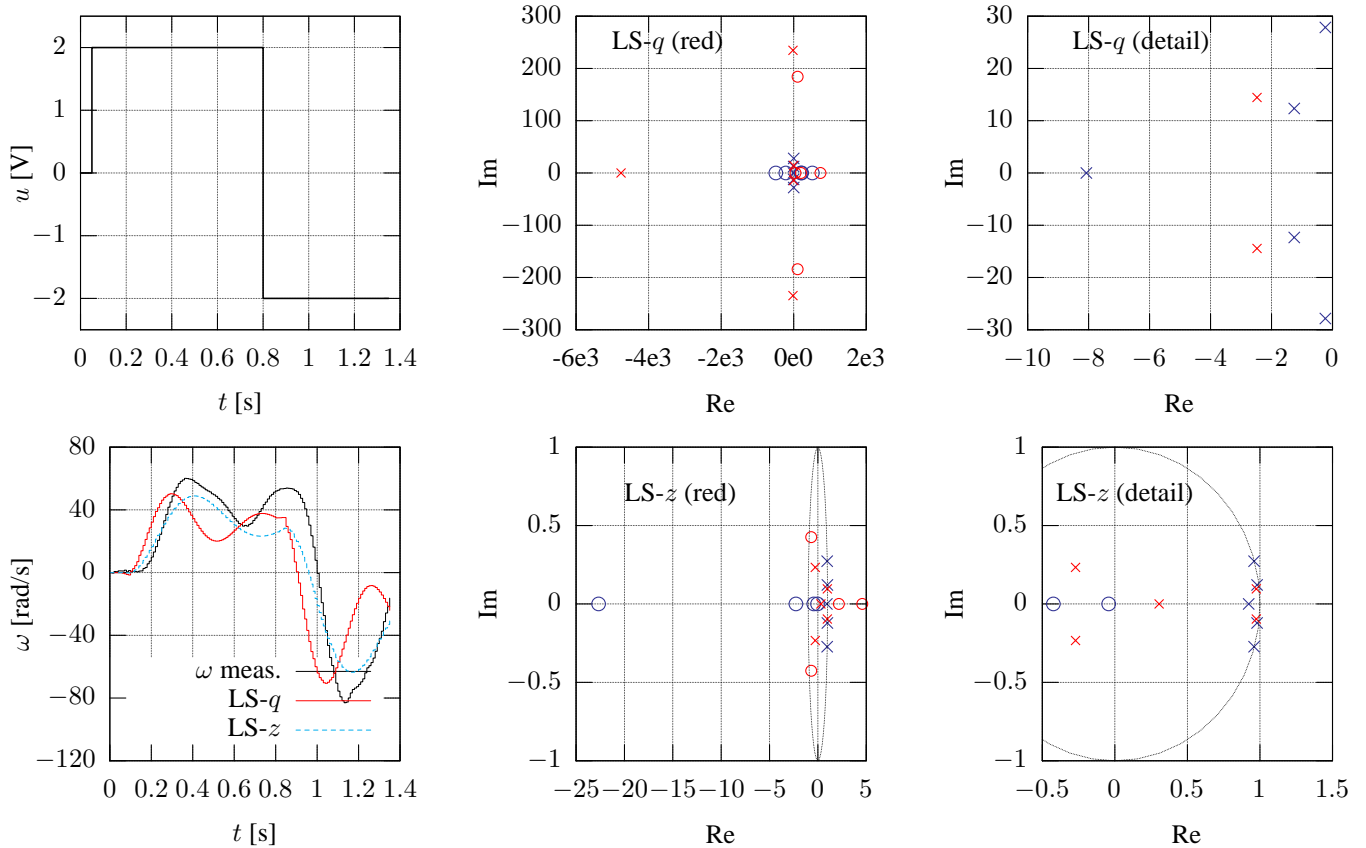 2
1
0
−1
−2
u [V]
0 0.2 0.4 0.6 0.8 1 1.2 1.4
t [s]
300
200
100
0
−100
−200
−300
Im
LS-q (red)
-6e3 -2e3 0e0 2e3
Re
30
20
10
0
−10
−20
−30
Im
LS-q (detail)
−10 −8 −6 −4 −2 0
Re
80
40
0
−40
−80
−120
ω [rad/s]
ω meas.
LS-q
LS-z
0 0.2 0.4 0.6 0.8 1 1.2 1.4
t [s]
1
0.5
0
−0.5
−1
Im
LS-z (red)
−25 −20 −15 −10 −5 0 5
Re
1
0.5
0
−0.5
−1
Im
LS-z (detail)
−0.5 0 0.5 1 1.5
Re